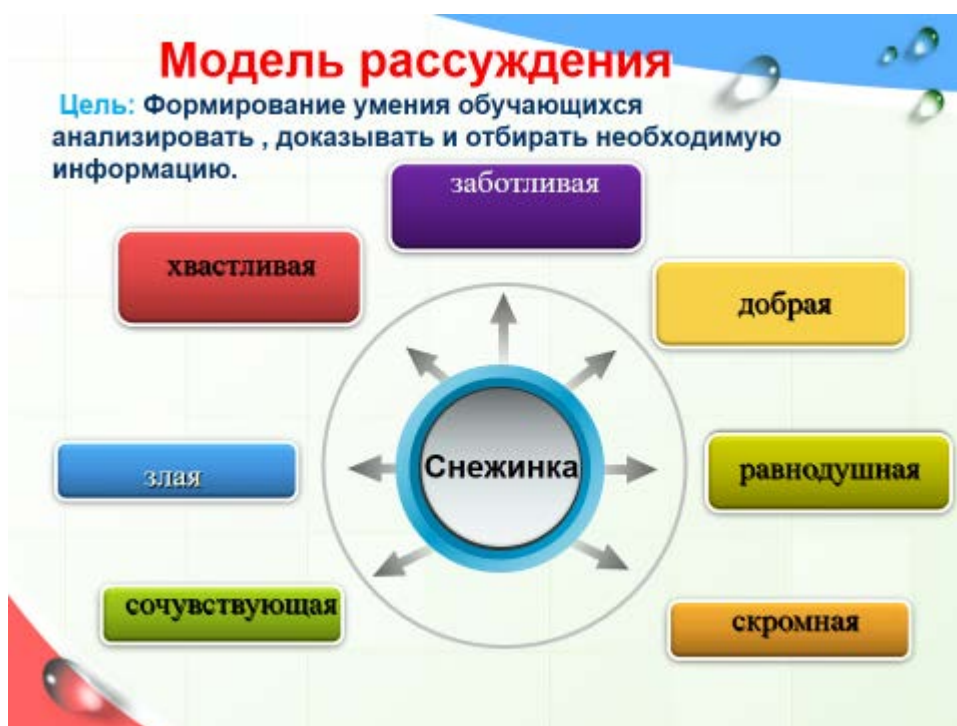 Модель рассуждения
Цель: Формирование умения обучающихся
анализировать , доказывать и отбирать необходимую
информацию.
заботливая
хвастливая
добрая
Снежинка
злая
равнодушная
сочувствующая
скромная